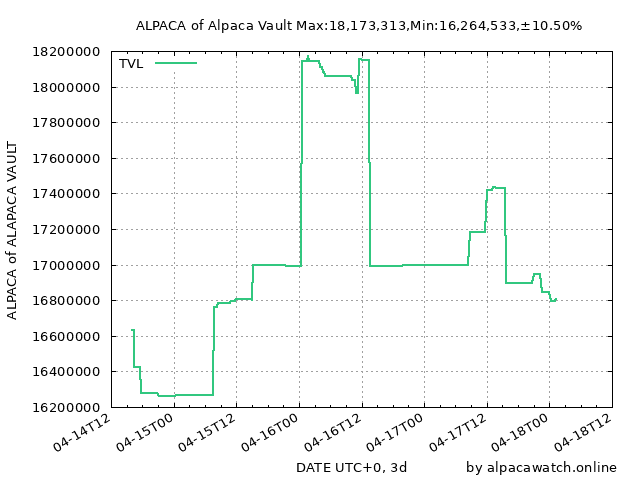 ALPACA of Alpaca Vault Max:18,173,313,Min:16,264,533,±10.50%
18200000
TVL
18000000
17800000
17600000
17400000
17200000
17000000
16800000
16600000
16400000
16200000
ALPACA of ALAPACA VAULT
04-14T12
04-15T00
04-15T12
04-16T00
04-16T12
04-17T00
04-17T12
04-18T00
04-18T12
DATE UTC+0, 3d
by alpacawatch.online